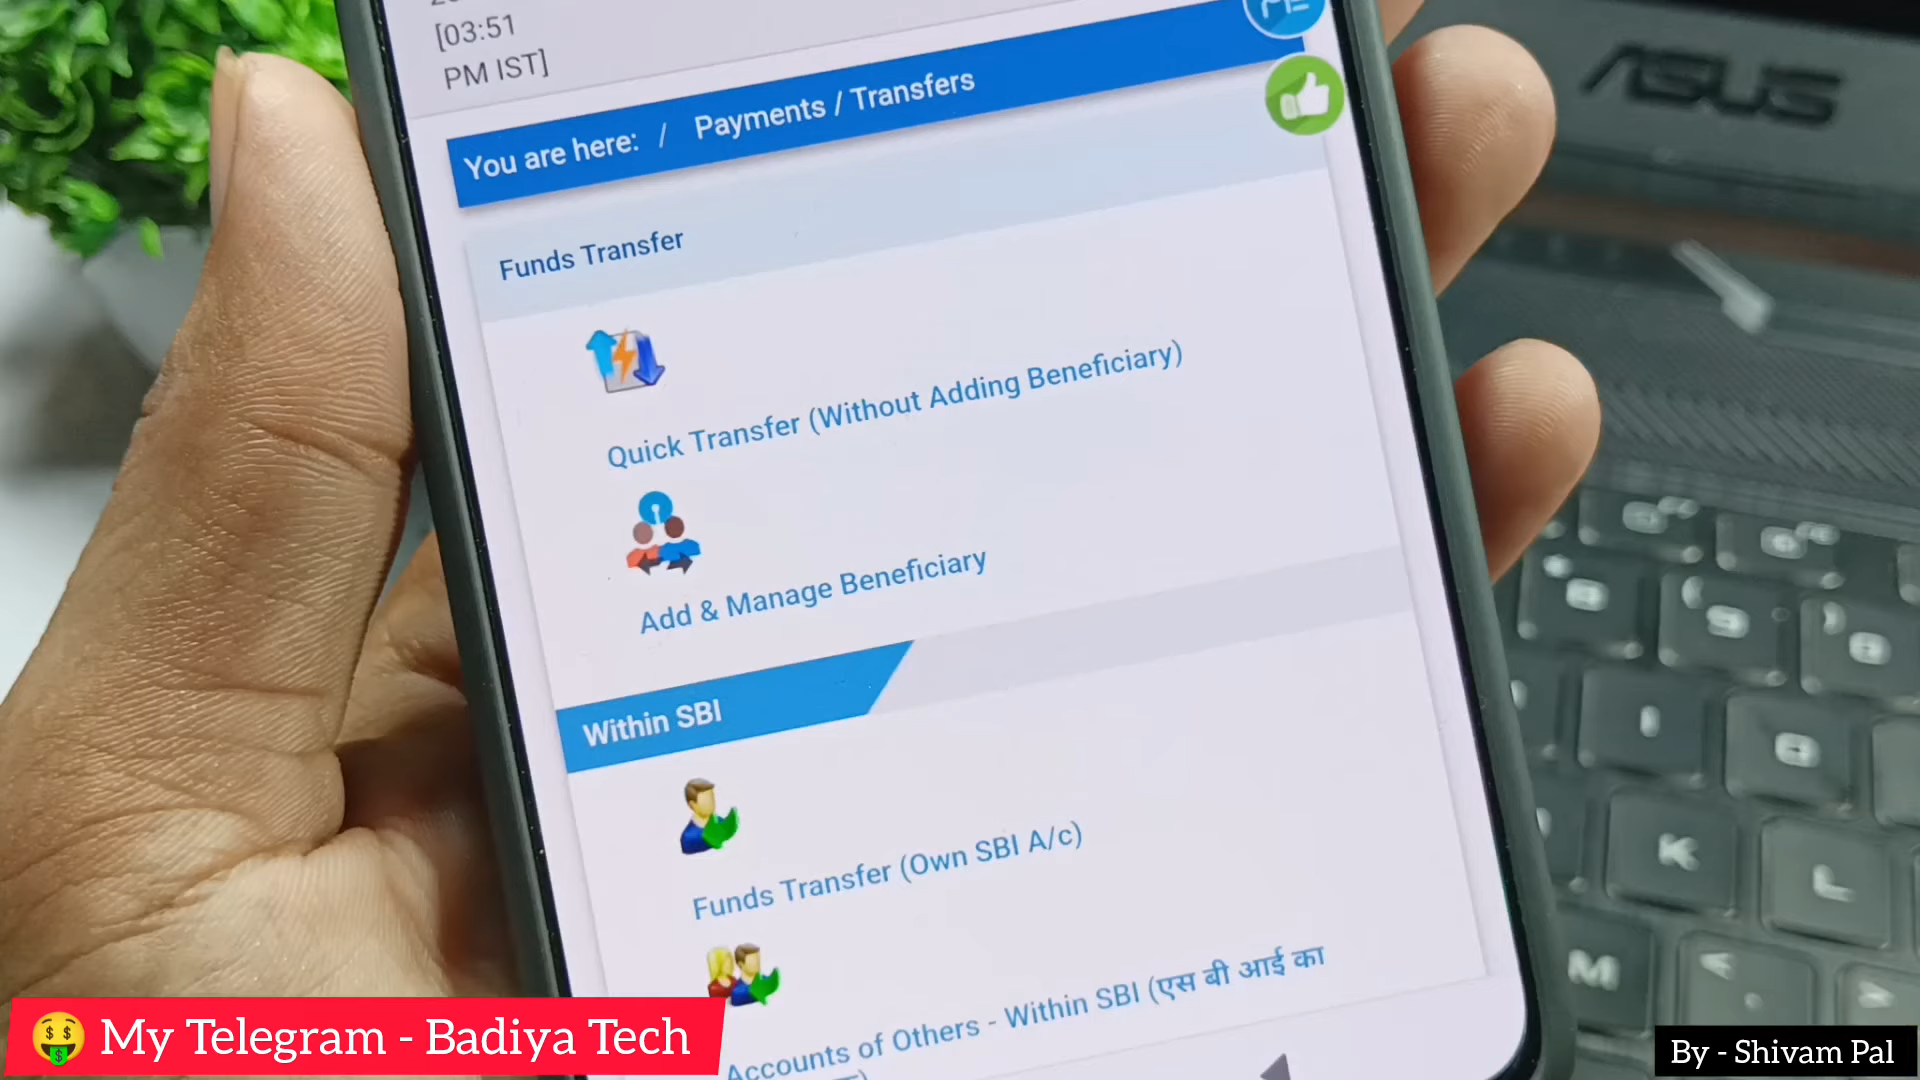 [03:51
PM IST]
You are here: / Payments / Transfers
Funds Transfer
Quick Transfer (Without Adding Beneficiary)
Add & Manage Beneficiary
Within SBI
Funds Transfer (Own SBI A/c)
Accounts of Others - Within SBI (एस बी आई का
ASUS
K
L
M
My Telegram - Badiya Tech
By - Shivam Pal